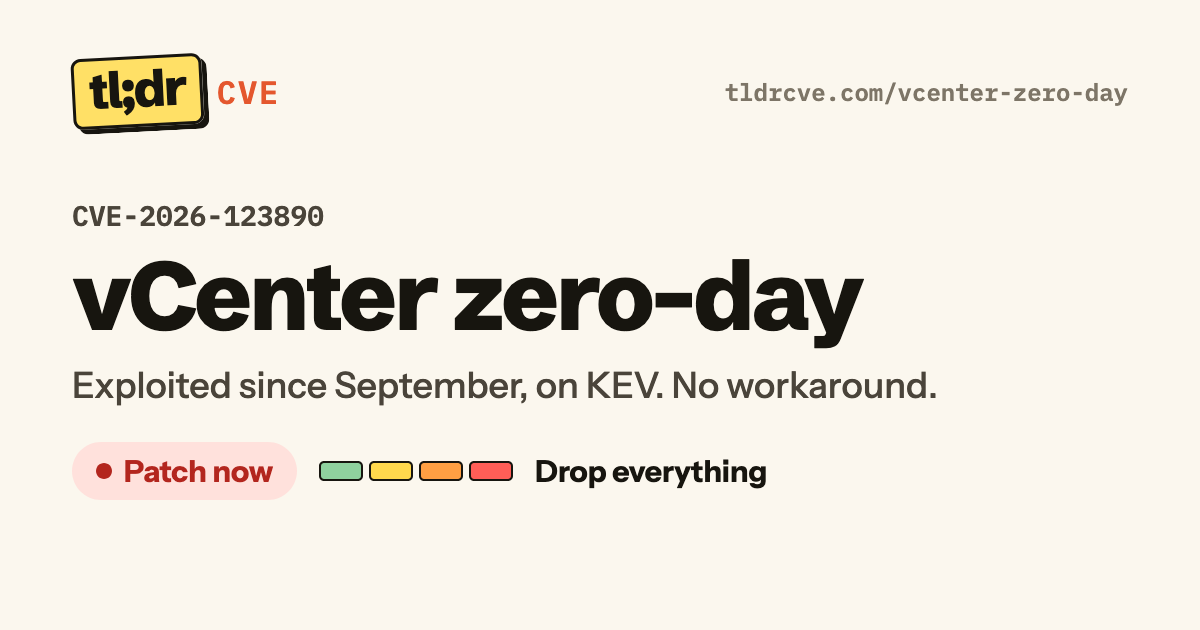 tl;dr CVE
tldrcve.com/vcenter-zero-day
CVE-2026-123890
vCenter zero-day
Exploited since September, on KEV. No workaround.
Patch now Drop everything